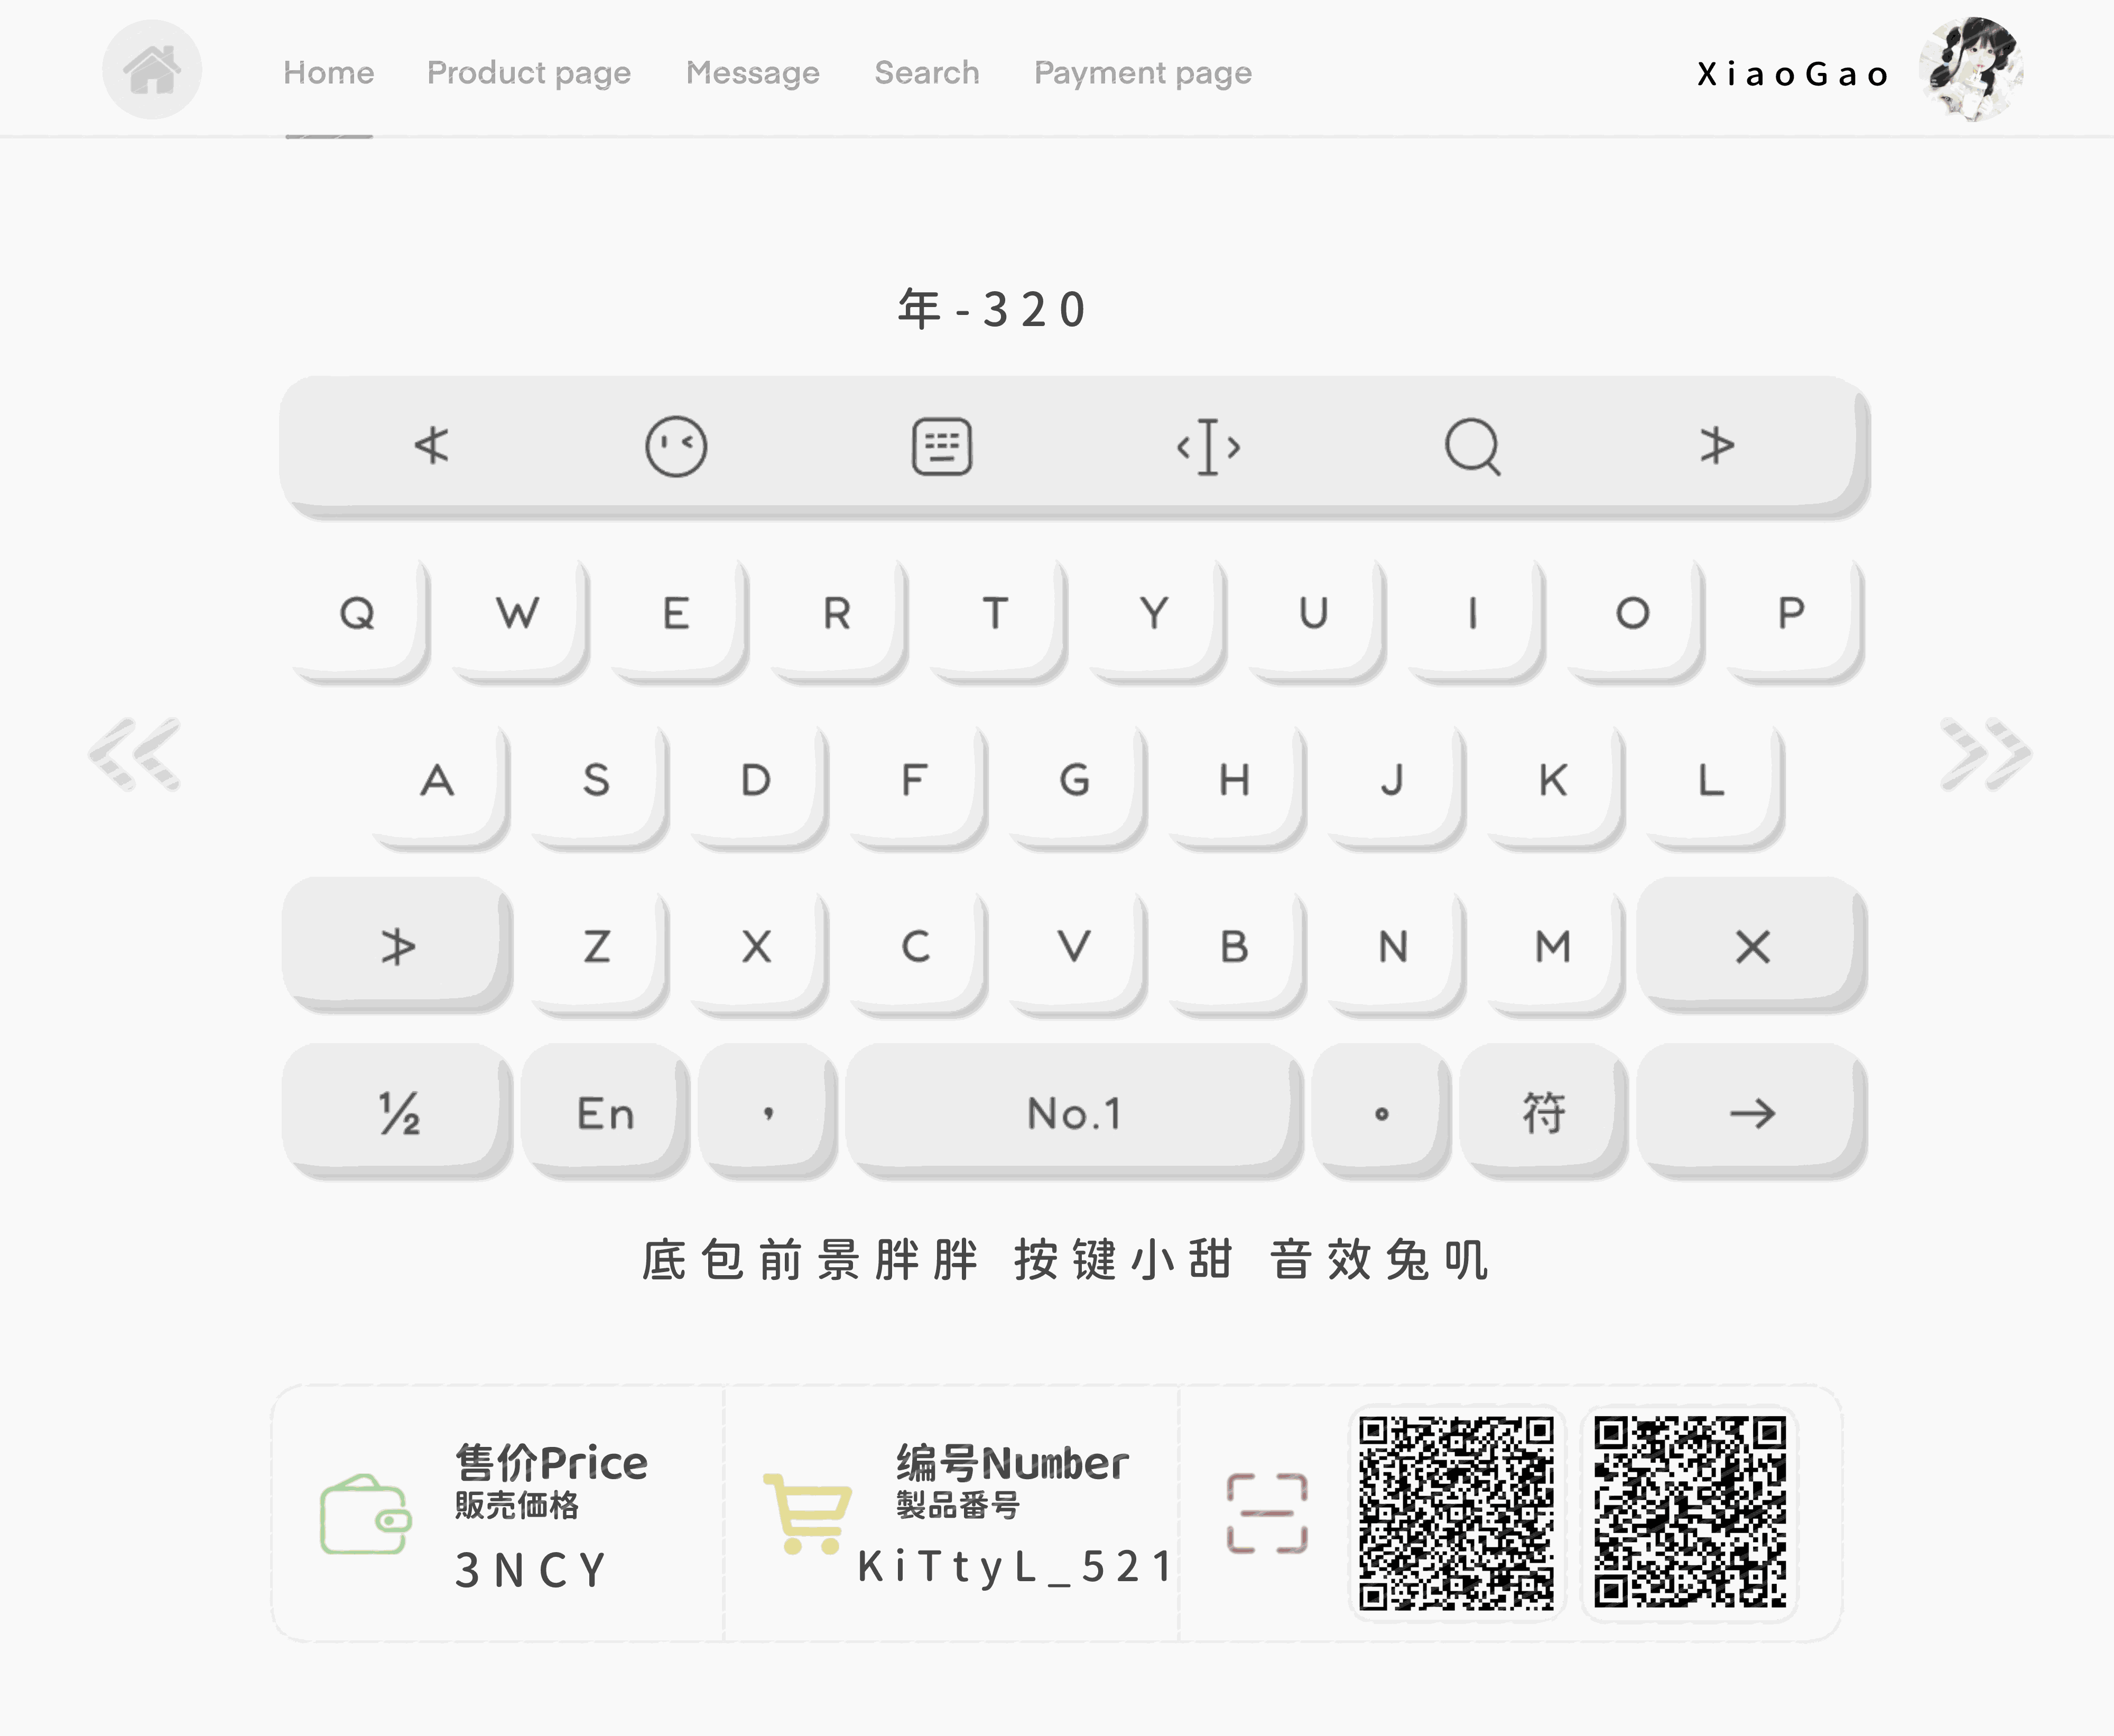 Home Product page Message Search Payment page XiaoGao
年-320
Q W E R T Y U I O P
A S D F G H J K L
Z X C V B N M
½ En , No.1 。 符
底包前景胖胖 按键小甜 音效兔叽
售价Price
販売価格
3NCY
编号Number
製品番号
KiTtyL_521